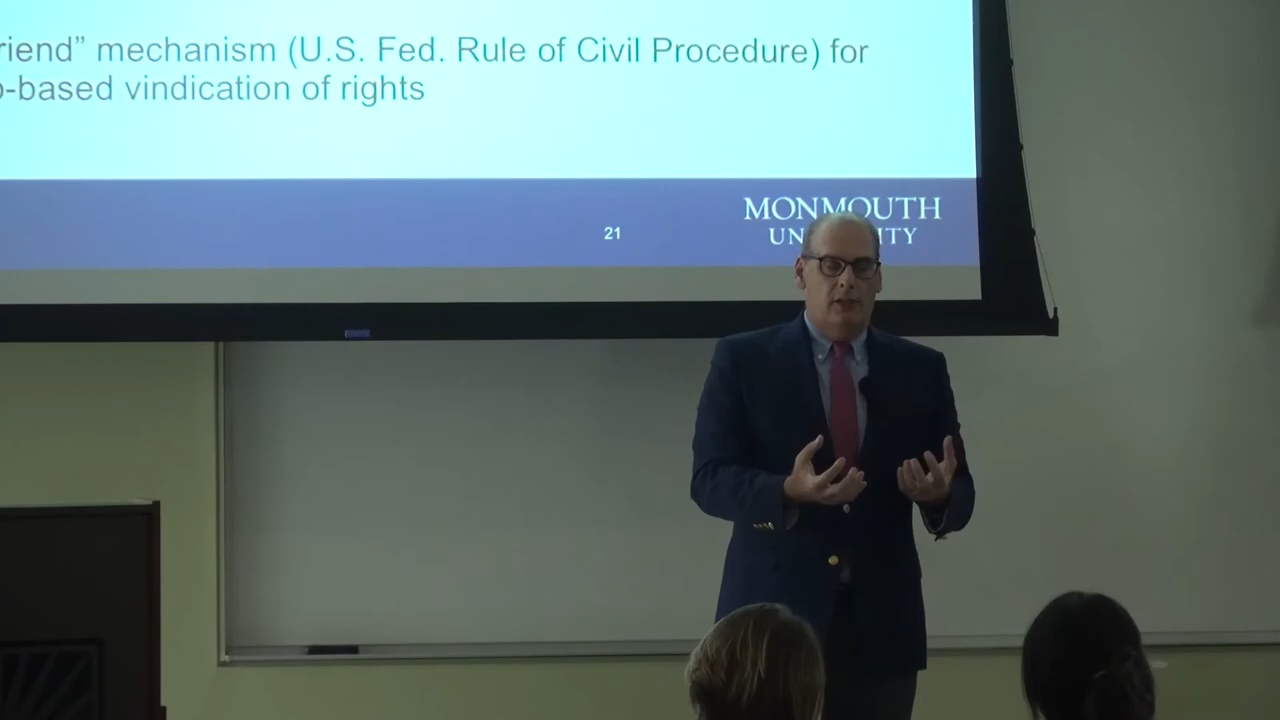 riend” mechanism (U.S. Fed. Rule of Civil Procedure) for
-based vindication of rights
21
MONMOUTH
UN ITY